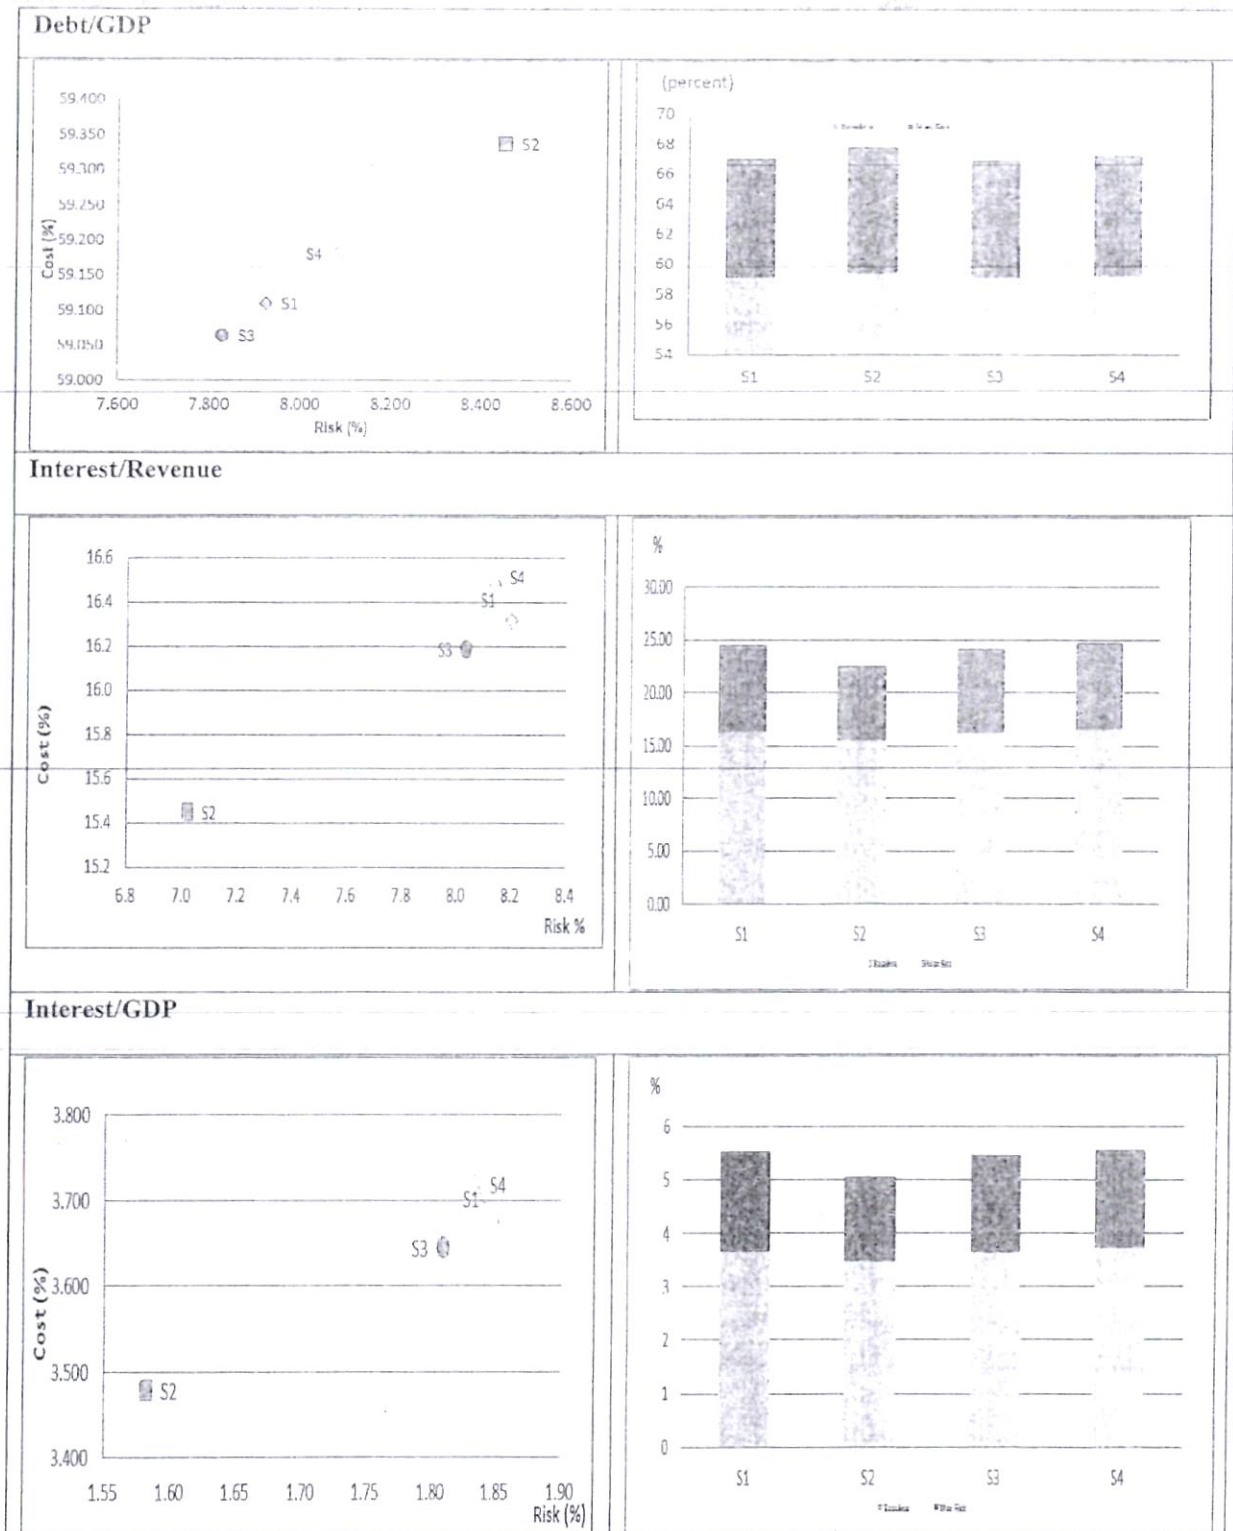 Debt/GDP
59.400
59.350
59.300
59.250
59.200
59.150
59.100
59.050
59.000
Cost (%)
S2
S4
S1
S3
7.600 7.800 8.000 8.200 8.400 8.600
Risk (%)
(percent)
70
68
66
64
62
60
58
56
54
S1 S2 S3 S4
Interest/Revenue
16.6
16.4
16.2
16.0
15.8
15.6
15.4
15.2
Cost (%)
S4
S1
S3
S2
6.8 7.0 7.2 7.4 7.6 7.8 8.0 8.2 8.4
Risk %
%
30.00
25.00
20.00
15.00
10.00
5.00
0.00
S1 S2 S3 S4
Interest/GDP
3.800
3.700
3.600
3.500
3.400
Cost (%)
S4
S1
S3
S2
1.55 1.60 1.65 1.70 1.75 1.80 1.85 1.90
Risk (%)
%
6
5
4
3
2
1
0
S1 S2 S3 S4